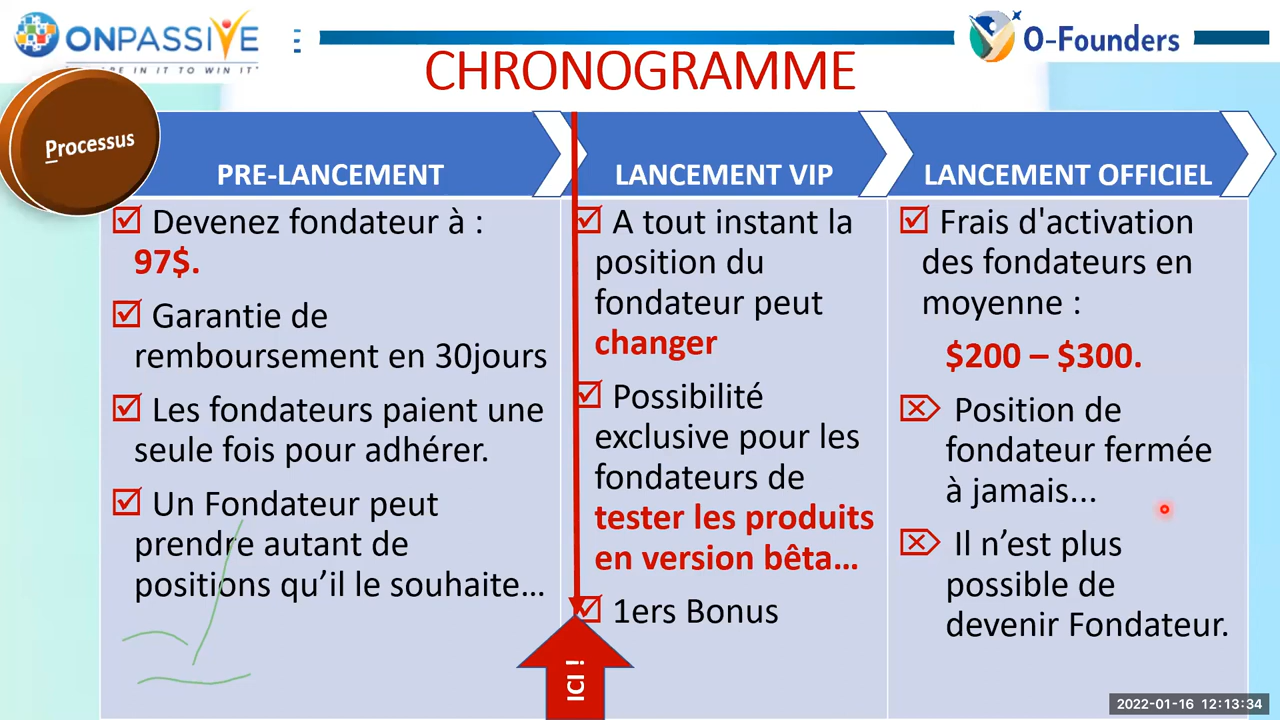 ONPASSIVE
O-Founders
CHRONOGRAMME
Processus
PRE-LANCEMENT
LANCEMENT VIP
LANCEMENT OFFICIEL
Devenez fondateur à :
97$.
Garantie de
remboursement en 30jours
Les fondateurs paient une
seule fois pour adhérer.
Un Fondateur peut
prendre autant de
positions qu’il le souhaite...
A tout instant la
position du
fondateur peut
changer
Possibilité
exclusive pour les
fondateurs de
tester les produits
en version bêta...
1ers Bonus
ICI !
Frais d'activation
des fondateurs en
moyenne :
$200 – $300.
Position de
fondateur fermée
à jamais...
Il n’est plus
possible de
devenir Fondateur.
2022-01-16 12:13:34